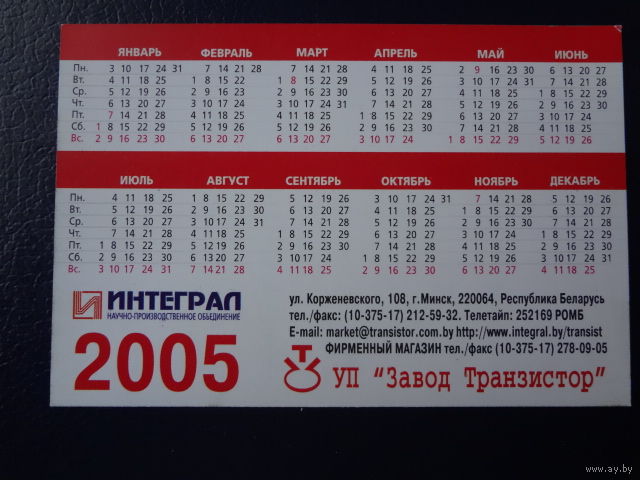 ЯНВАРЬ ФЕВРАЛЬ МАРТ АПРЕЛЬ МАЙ ИЮНЬ
Пн. 3 10 17 24 31 7 14 21 28 7 14 21 28 4 11 18 25 2 9 16 23 30 6 13 20 27
Вт. 4 11 18 25 1 8 15 22 1 8 15 22 29 5 12 19 26 3 10 17 24 31 7 14 21 28
Ср. 5 12 19 26 2 9 16 23 2 9 16 23 30 6 13 20 27 4 11 18 25 1 8 15 22 29
Чт. 6 13 20 27 3 10 17 24 3 10 17 24 31 7 14 21 28 5 12 19 26 2 9 16 23 30
Пт. 7 14 21 28 4 11 18 25 4 11 18 25 1 8 15 22 29 6 13 20 27 3 10 17 24
Сб. 1 8 15 22 29 5 12 19 26 5 12 19 26 2 9 16 23 30 7 14 21 28 4 11 18 25
Вс. 2 9 16 23 30 6 13 20 27 6 13 20 27 3 10 17 24 1 8 15 22 29 5 12 19 26
ИЮЛЬ АВГУСТ СЕНТЯБРЬ ОКТЯБРЬ НОЯБРЬ ДЕКАБРЬ
Пн. 4 11 18 25 1 8 15 22 29 5 12 19 26 3 10 17 24 31 7 14 21 28 5 12 19 26
Вт. 5 12 19 26 2 9 16 23 30 6 13 20 27 4 11 18 25 1 8 15 22 29 6 13 20 27
Ср. 6 13 20 27 3 10 17 24 31 7 14 21 28 5 12 19 26 2 9 16 23 30 7 14 21 28
Чт. 7 14 21 28 4 11 18 25 1 8 15 22 29 6 13 20 27 3 10 17 24 1 8 15 22 29
Пт. 1 8 15 22 29 5 12 19 26 2 9 16 23 30 7 14 21 28 4 11 18 25 2 9 16 23 30
Сб. 2 9 16 23 30 6 13 20 27 3 10 17 24 1 8 15 22 29 5 12 19 26 3 10 17 24 31
Вс. 3 10 17 24 31 7 14 21 28 4 11 18 25 2 9 16 23 30 6 13 20 27 4 11 18 25
ИНТЕГРАЛ
НАУЧНО-ПРОИЗВОДСТВЕННОЕ ОБЪЕДИНЕНИЕ
2005
ул. Корженевского, 108, г.Минск, 220064, Республика Беларусь
тел./факс: (10-375-17) 212-59-32. Телетайп: 252169 РОМБ
E-mail: market@transistor.com.by http://www.integral.by/transist
ФИРМЕННЫЙ МАГАЗИН тел./факс (10-375-17) 278-09-05
УП "Завод Транзистор"
www.ay.by